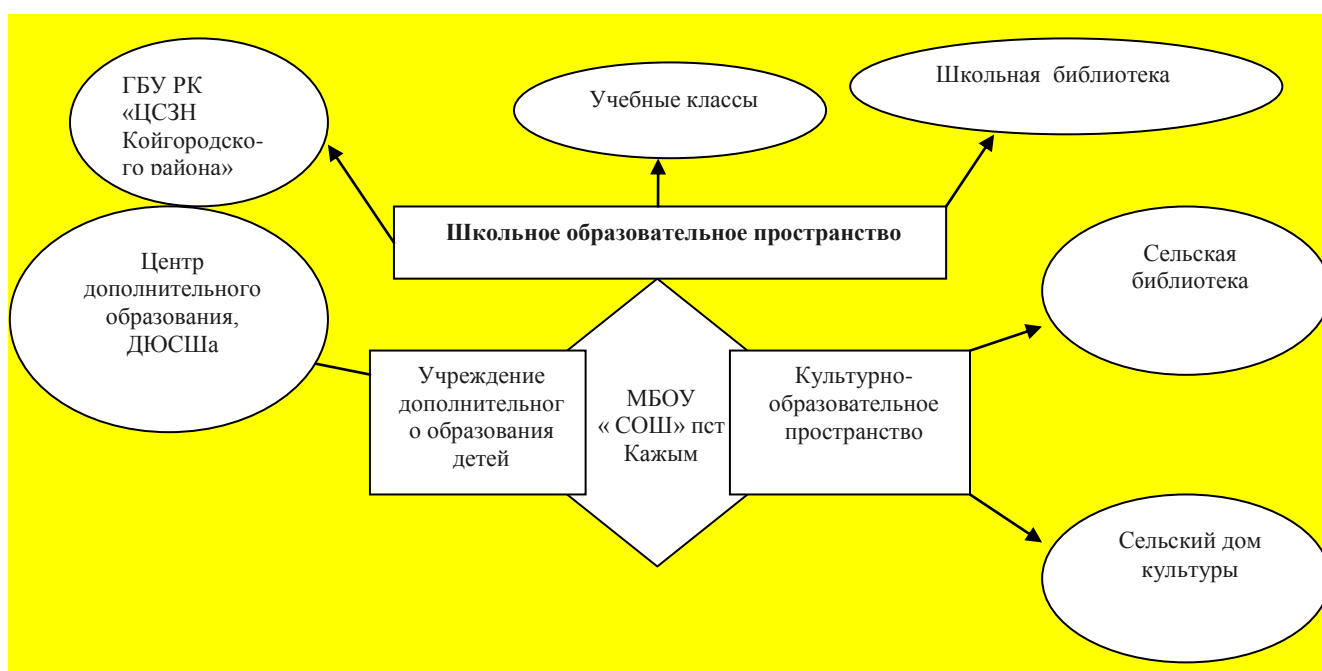 ГБУ РК
«ЦСЗН
Койгородско-
го района»
Учебные классы
Школьная библиотека
Школьное образовательное пространство
Центр
дополнительного
образования,
ДЮСШа
Сельская
библиотека
Учреждение
дополнительног
о образования
детей
МБОУ
« СОШ» пст
Кажым
Культурно-
образовательное
пространство
Сельский дом
культуры